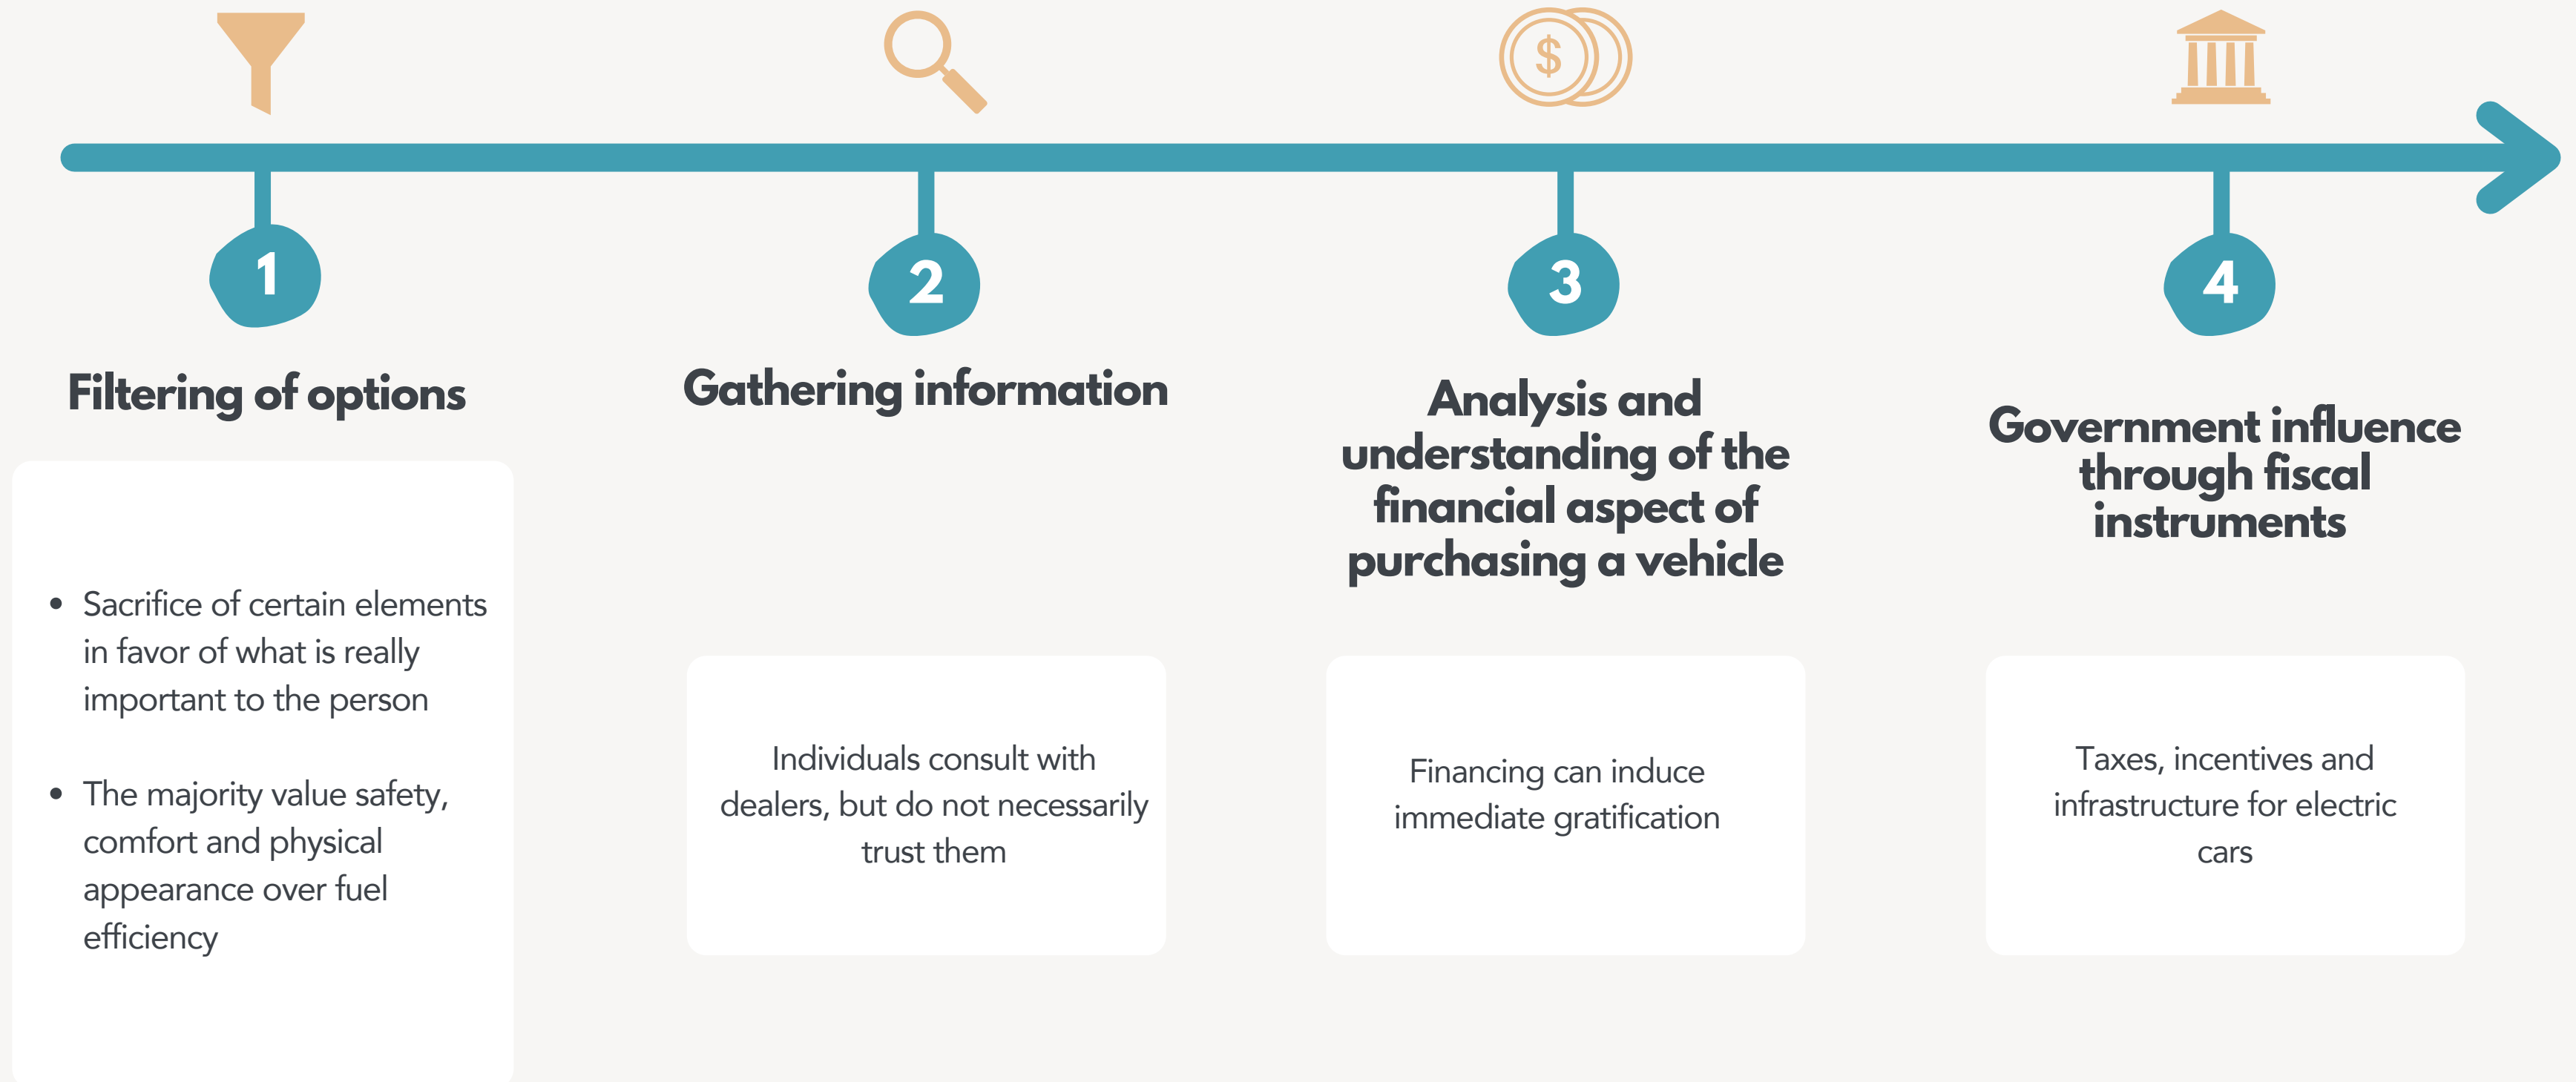 $
1
Filtering of options
• Sacrifice of certain elements
in favor of what is really
important to the person
• The majority value safety,
comfort and physical
appearance over fuel
efficiency
2
Gathering information
Individuals consult with
dealers, but do not necessarily
trust them
3
Analysis and
understanding of the
financial aspect of
purchasing a vehicle
Financing can induce
immediate gratification
4
Government influence
through fiscal
instruments
Taxes, incentives and
infrastructure for electric
cars